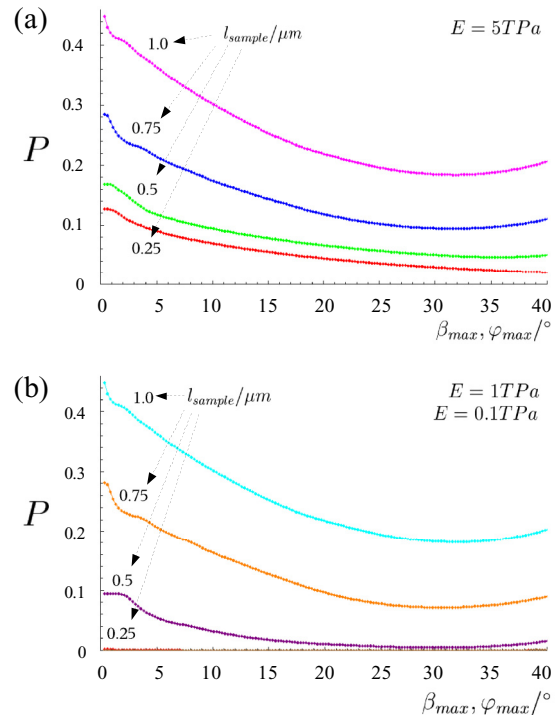 (a)
0.4
1.0
l_sample/μm
E = 5TPa
0.3
0.75
P
0.2
0.5
0.1
0.25
0
0 5 10 15 20 25 30 35 40
β_max, φ_max/°
(b)
0.4
1.0
l_sample/μm
E = 1TPa
E = 0.1TPa
0.3
0.75
P
0.2
0.5
0.1
0.25
0
0 5 10 15 20 25 30 35 40
β_max, φ_max/°